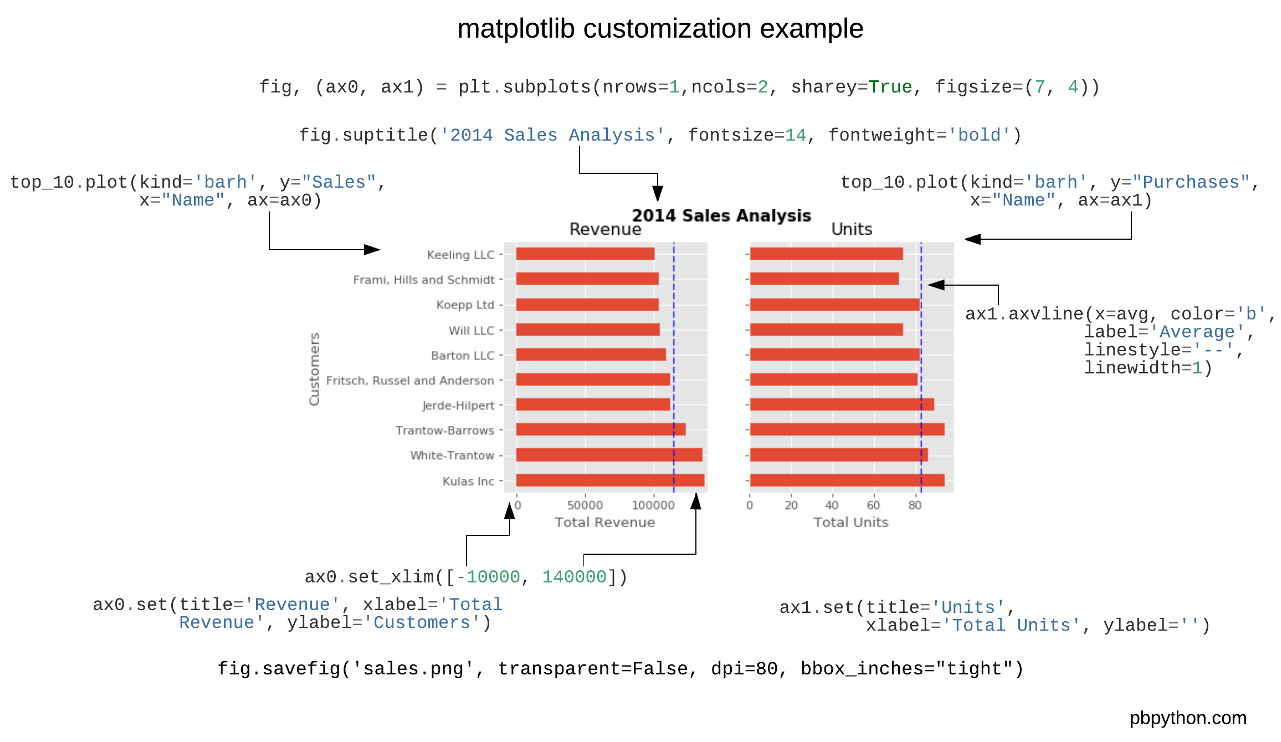 matplotlib customization example
fig, (ax0, ax1) = plt.subplots(nrows=1,ncols=2, sharey=True, figsize=(7, 4))
fig.suptitle('2014 Sales Analysis', fontsize=14, fontweight='bold')
top_10.plot(kind='barh', y="Sales",
x="Name", ax=ax0)
top_10.plot(kind='barh', y="Purchases",
x="Name", ax=ax1)
2014 Sales Analysis
Revenue
Units
Customers
Keeling LLC
Frami, Hills and Schmidt
Koepp Ltd
Will LLC
Barton LLC
Fritsch, Russel and Anderson
Jerde-Hilpert
Trantow-Barrows
White-Trantow
Kulas Inc
0 50000 100000
Total Revenue
0 20 40 60 80
Total Units
ax1.axvline(x=avg, color='b',
label='Average',
linestyle='--',
linewidth=1)
ax0.set_xlim([-10000, 140000])
ax0.set(title='Revenue', xlabel='Total
Revenue', ylabel='Customers')
ax1.set(title='Units',
xlabel='Total Units', ylabel='')
fig.savefig('sales.png', transparent=False, dpi=80, bbox_inches="tight")
pbpython.com